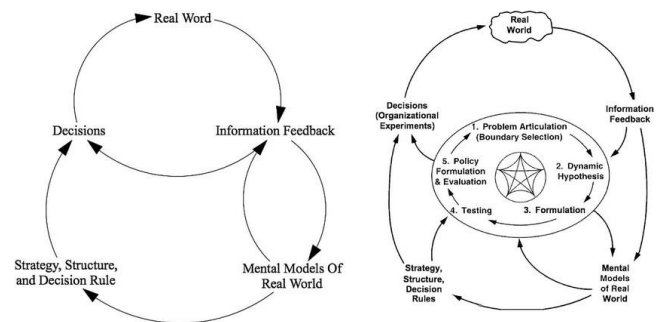 Real Word
Decisions
Information Feedback
Strategy, Structure,
and Decision Rule
Mental Models Of
Real World
Real
World
Decisions
(Organizational
Experiments)
Information
Feedback
1. Problem Articulation
(Boundary Selection)
5. Policy
Formulation
& Evaluation
2. Dynamic
Hypothesis
4. Testing
3. Formulation
Strategy,
Structure,
Decision
Rules
Mental
Models
of Real
World